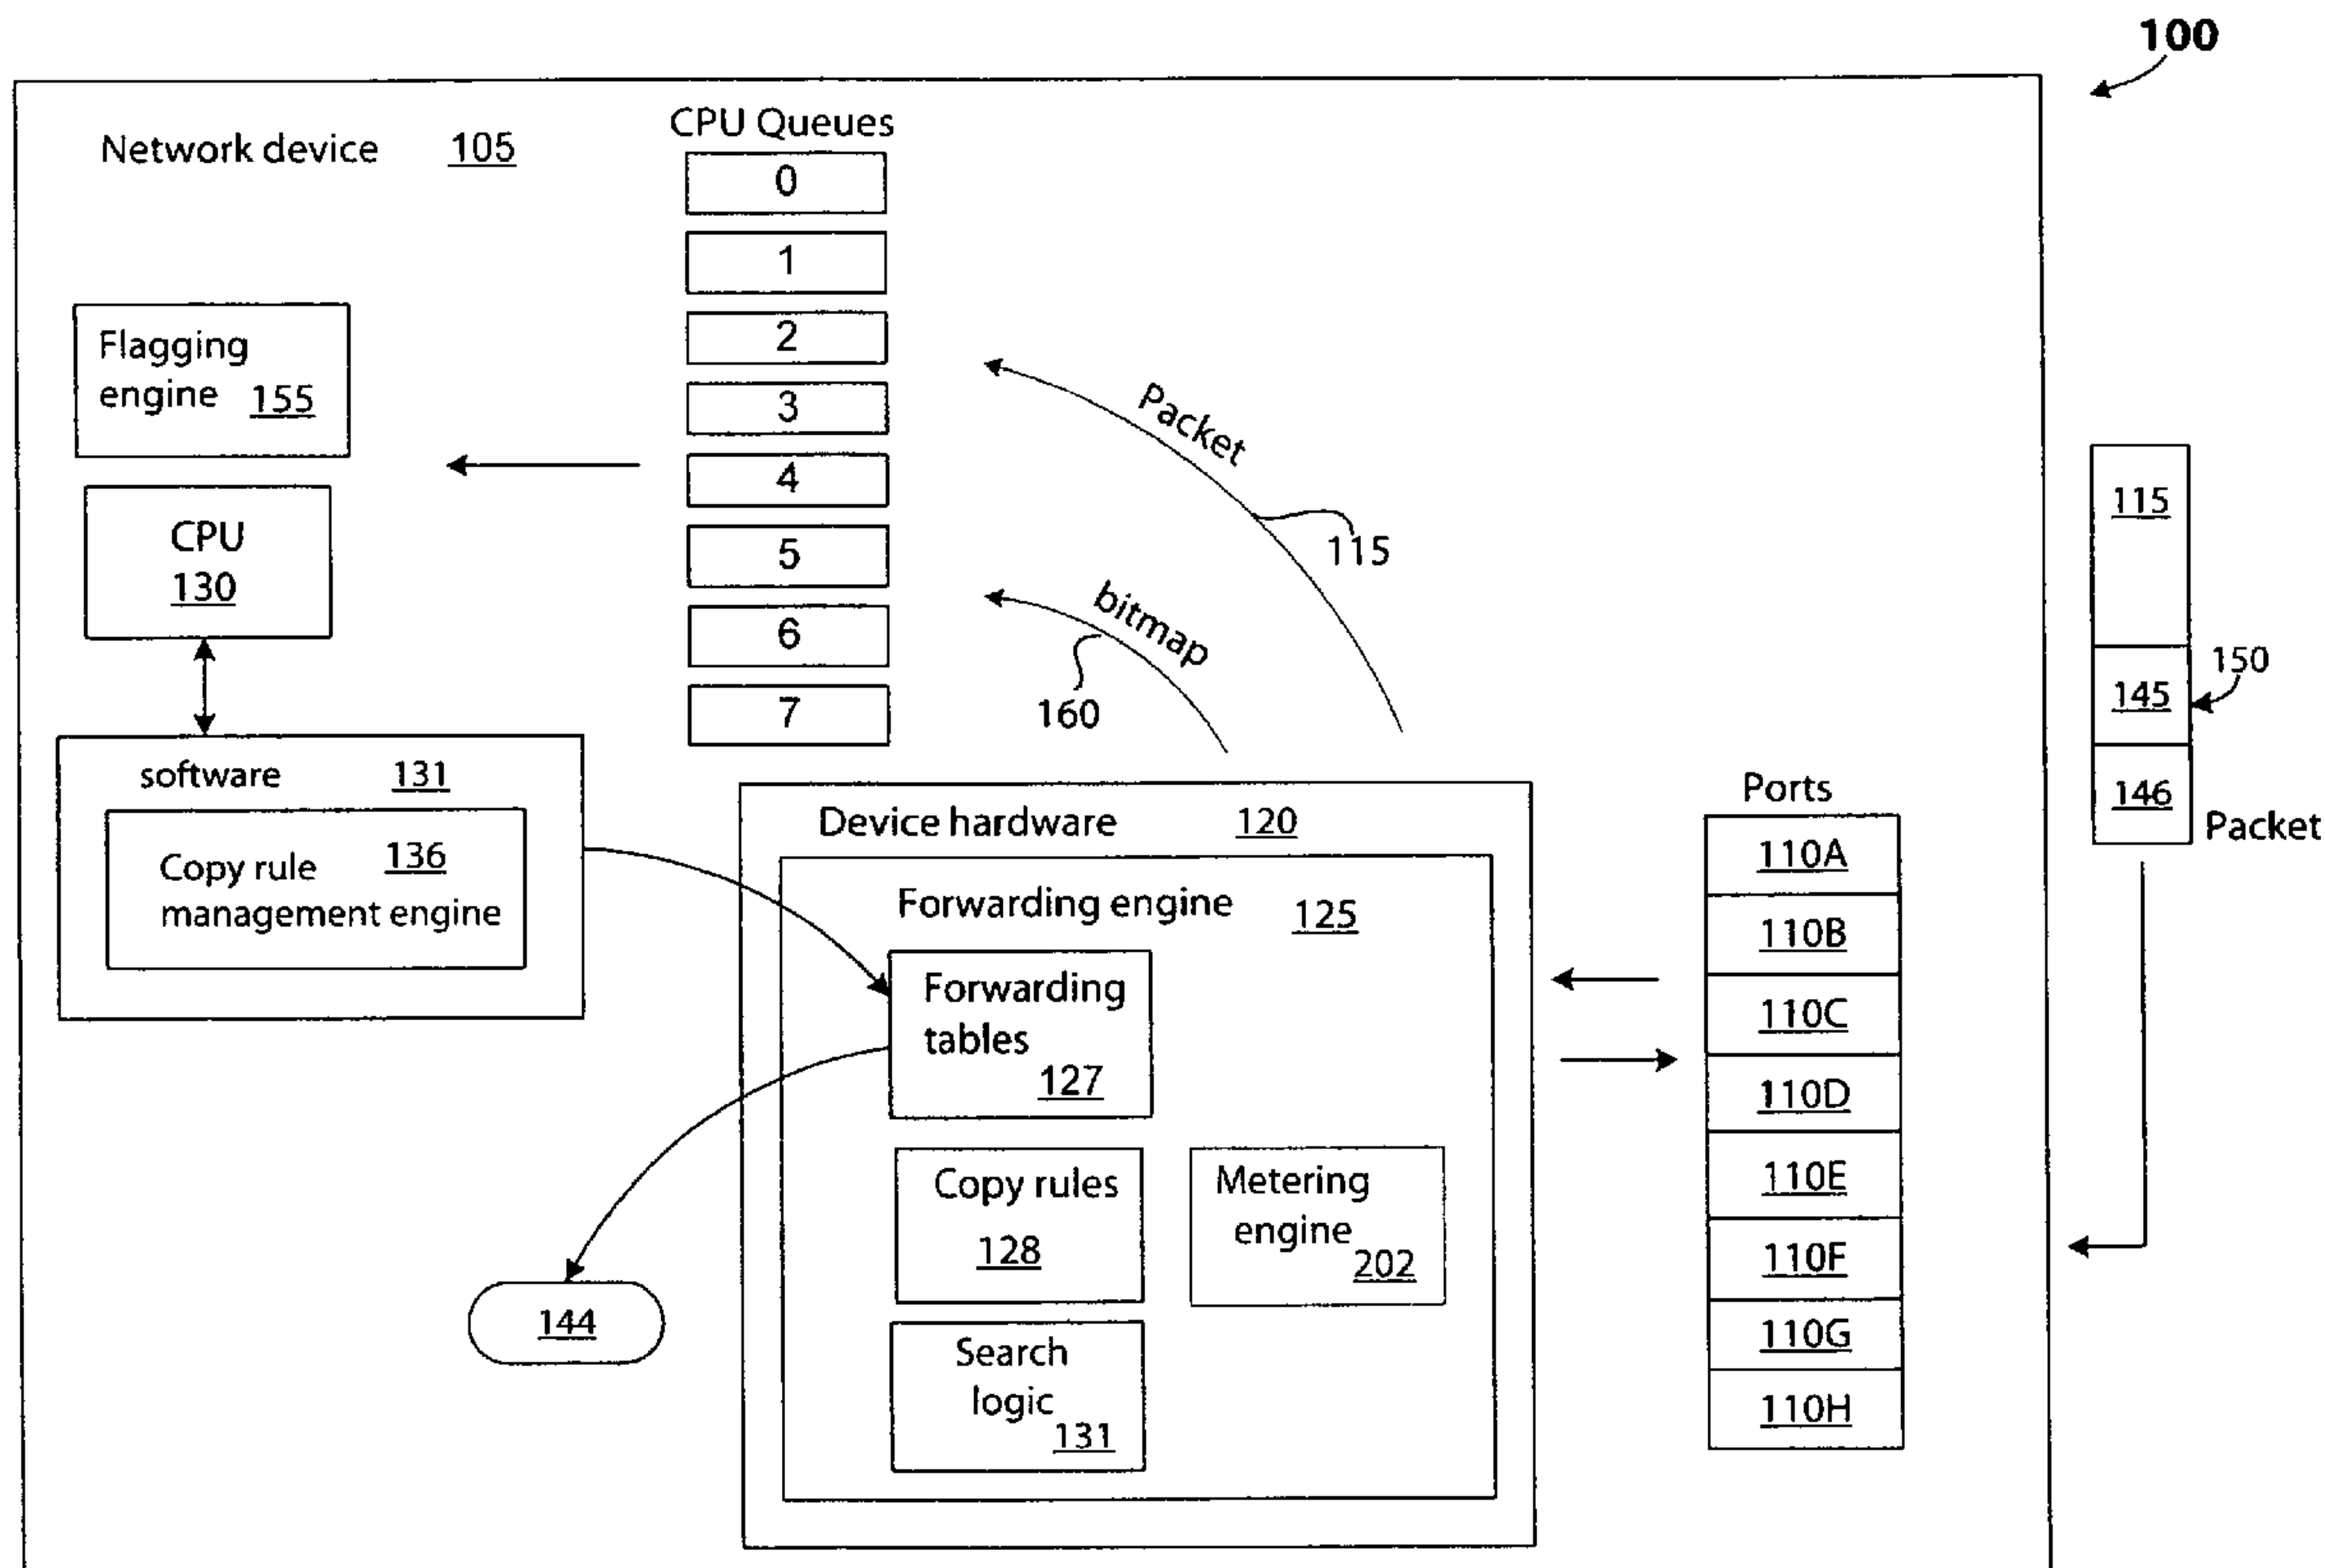 100
Network device 105
CPU Queues
0
1
2
3
4
5
6
7
Flagging
engine 155
CPU
130
software 131
Copy rule 136
management engine
Packet
115
bitmap
160
Device hardware 120
Forwarding engine 125
Forwarding
tables
127
Copy rules
128
Metering
engine
202
Search
logic
131
144
Ports
110A
110B
110C
110D
110E
110F
110G
110H
115
145
150
146
Packet